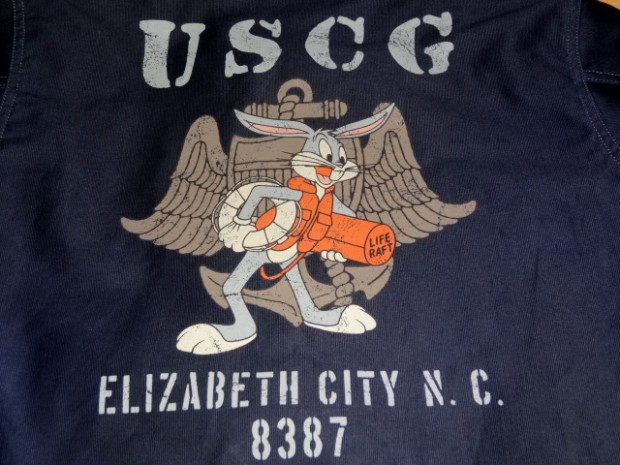 USCG
LIFE
RAFT
ELIZABETH CITY N. C.
8387